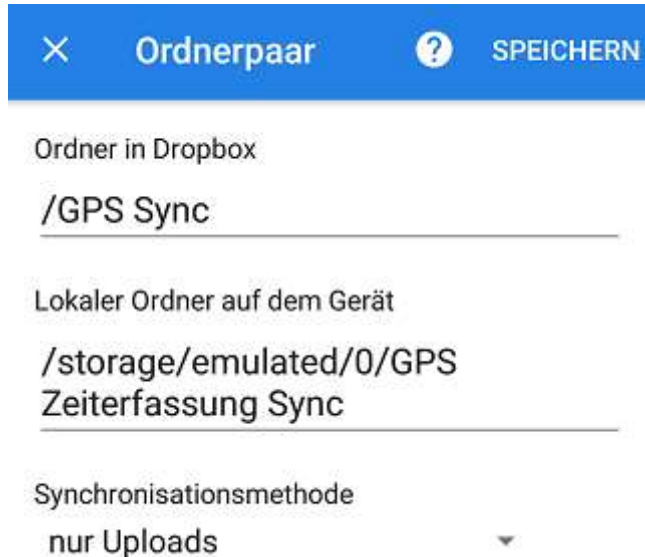 Ordnerpaar ? SPEICHERN
Ordner in Dropbox
/GPS Sync
Lokaler Ordner auf dem Gerät
/storage/emulated/0/GPS
Zeiterfassung Sync
Synchronisationsmethode
nur Uploads